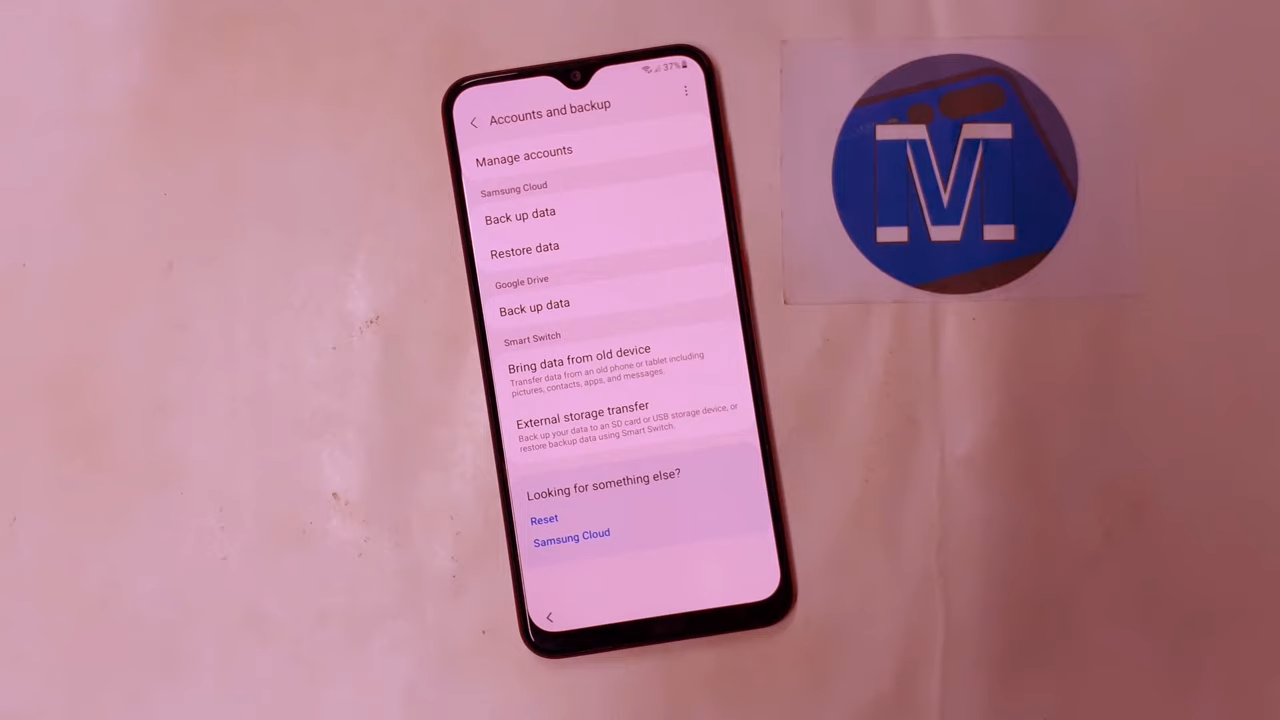 37%
Accounts and backup
Manage accounts
Samsung Cloud
Back up data
Restore data
Google Drive
Back up data
Smart Switch
Bring data from old device
Transfer data from an old phone or tablet including
pictures, contacts, apps, and messages.
External storage transfer
Back up your data to an SD card or USB storage device, or
restore backup data using Smart Switch.
Looking for something else?
Reset
Samsung Cloud
M